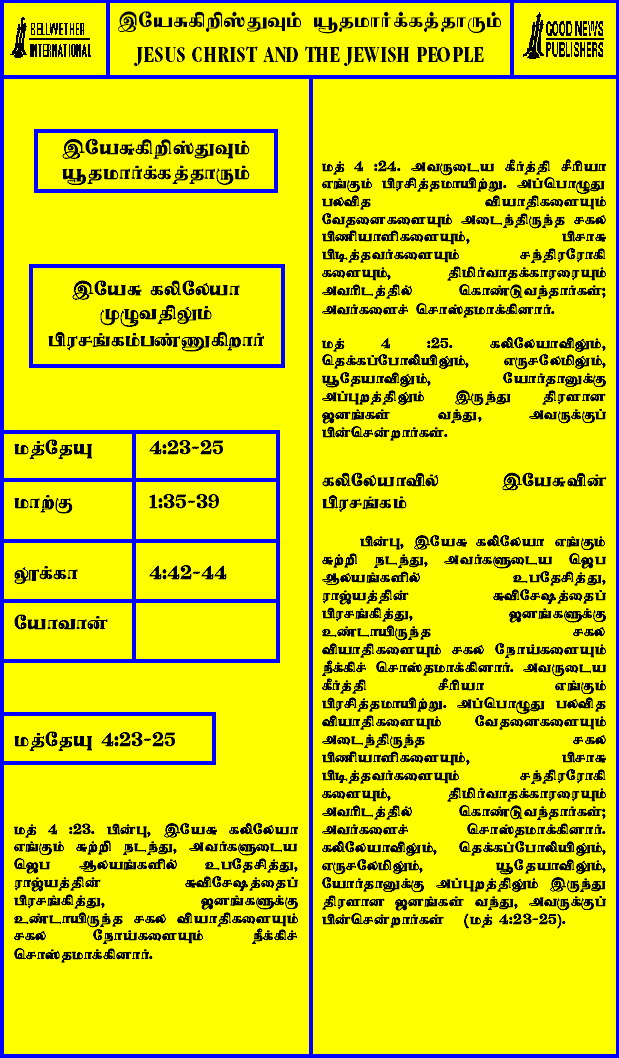 BELLWETHER
INTERNATIONAL
இயேசுகிறிஸ்துவும் யூதமார்க்கத்தாரும்
JESUS CHRIST AND THE JEWISH PEOPLE
GOOD NEWS
PUBLISHERS
இயேசுகிறிஸ்துவும்
யூதமார்க்கத்தாரும்
இயேசு கலிலேயா
முழுவதிலும்
பிரசங்கம்பண்ணுகிறார்
மத்தேயு 4:23-25
மாற்கு 1:35-39
லூக்கா 4:42-44
யோவான்
மத்தேயு 4:23-25
மத் 4 :23. பின்பு, இயேசு கலிலேயா
எங்கும் சுற்றி நடந்து, அவர்களுடைய
ஜெப ஆலயங்களில் உபதேசித்து,
ராஜ்யத்தின் சுவிசேஷத்தைப்
பிரசங்கித்து, ஜனங்களுக்கு
உண்டாயிருந்த சகல வியாதிகளையும்
சகல நோய்களையும் நீக்கிச்
சொஸ்தமாக்கினார்.
மத் 4 :24. அவருடைய கீர்த்தி சீரியா
எங்கும் பிரசித்தமாயிற்று. அப்பொழுது
பல்வித வியாதிகளையும்
வேதனைகளையும் அடைந்திருந்த சகல
பிணியாளிகளையும், பிசாசு
பிடித்தவர்களையும் சந்திரரோகி
களையும், திமிர்வாதக்காரரையும்
அவரிடத்தில் கொண்டுவந்தார்கள்;
அவர்களைச் சொஸ்தமாக்கினார்.
மத் 4 :25. கலிலேயாவிலும்,
தெக்கப்போலியிலும், எருசலேமிலும்,
யூதேயாவிலும், யோர்தானுக்கு
அப்புறத்திலும் இருந்து திரளான
ஜனங்கள் வந்து, அவருக்குப்
பின்சென்றார்கள்.
கலிலேயாவில் இயேசுவின்
பிரசங்கம்
பின்பு, இயேசு கலிலேயா எங்கும்
சுற்றி நடந்து, அவர்களுடைய ஜெப
ஆலயங்களில் உபதேசித்து,
ராஜ்யத்தின் சுவிசேஷத்தைப்
பிரசங்கித்து, ஜனங்களுக்கு
உண்டாயிருந்த சகல
வியாதிகளையும் சகல நோய்களையும்
நீக்கிச் சொஸ்தமாக்கினார். அவருடைய
கீர்த்தி சீரியா எங்கும்
பிரசித்தமாயிற்று. அப்பொழுது பல்வித
வியாதிகளையும் வேதனைகளையும்
அடைந்திருந்த சகல
பிணியாளிகளையும், பிசாசு
பிடித்தவர்களையும் சந்திரரோகி
களையும், திமிர்வாதக்காரரையும்
அவரிடத்தில் கொண்டுவந்தார்கள்;
அவர்களைச் சொஸ்தமாக்கினார்.
கலிலேயாவிலும், தெக்கப்போலியிலும்,
எருசலேமிலும், யூதேயாவிலும்,
யோர்தானுக்கு அப்புறத்திலும் இருந்து
திரளான ஜனங்கள் வந்து, அவருக்குப்
பின்சென்றார்கள் (மத் 4:23-25).